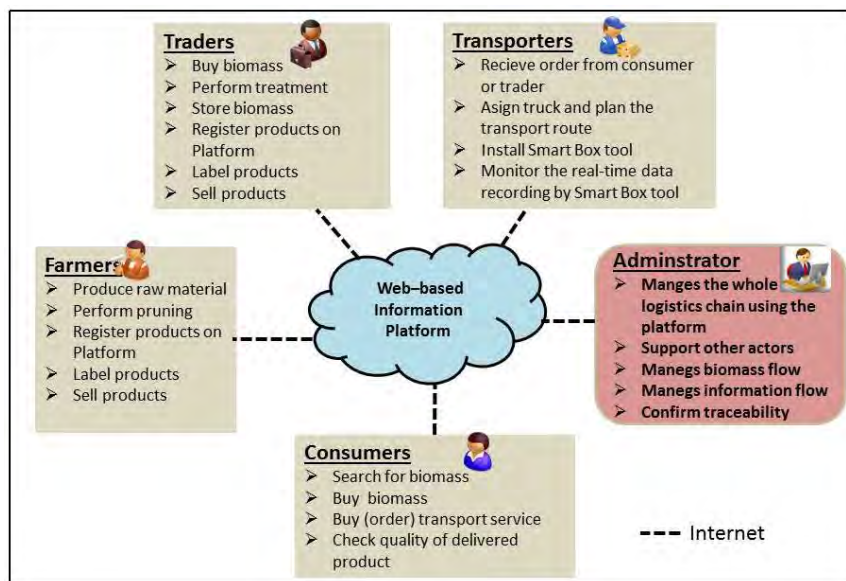 Traders
➢ Buy biomass
➢ Perform treatment
➢ Store biomass
➢ Register products on
Platform
➢ Label products
➢ Sell products
Transporters
➢ Recieve order from consumer
or trader
➢ Asign truck and plan the
transport route
➢ Install Smart Box tool
➢ Monitor the real-time data
recording by Smart Box tool
Farmers
➢ Produce raw material
➢ Perform pruning
➢ Register products on
Platform
➢ Label products
➢ Sell products
Web–based
Information
Platform
Adminstrator
➢ Manges the whole
logistics chain using the
platform
➢ Support other actors
➢ Manegs biomass flow
➢ Manegs information flow
➢ Confirm traceability
Consumers
➢ Search for biomass
➢ Buy biomass
➢ Buy (order) transport service
➢ Check quality of delivered
product
Internet